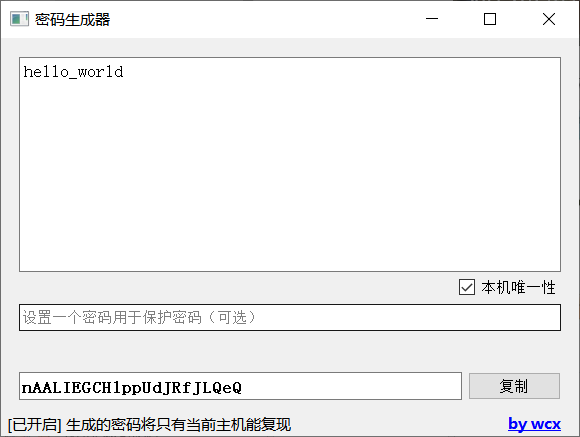 密码生成器
hello_world
本机唯一性
设置一个密码用于保护密码（可选）
nAALIEGCH1ppUdJRfJLQeQ
复制
[已开启] 生成的密码将只有当前主机能复现
by wcx